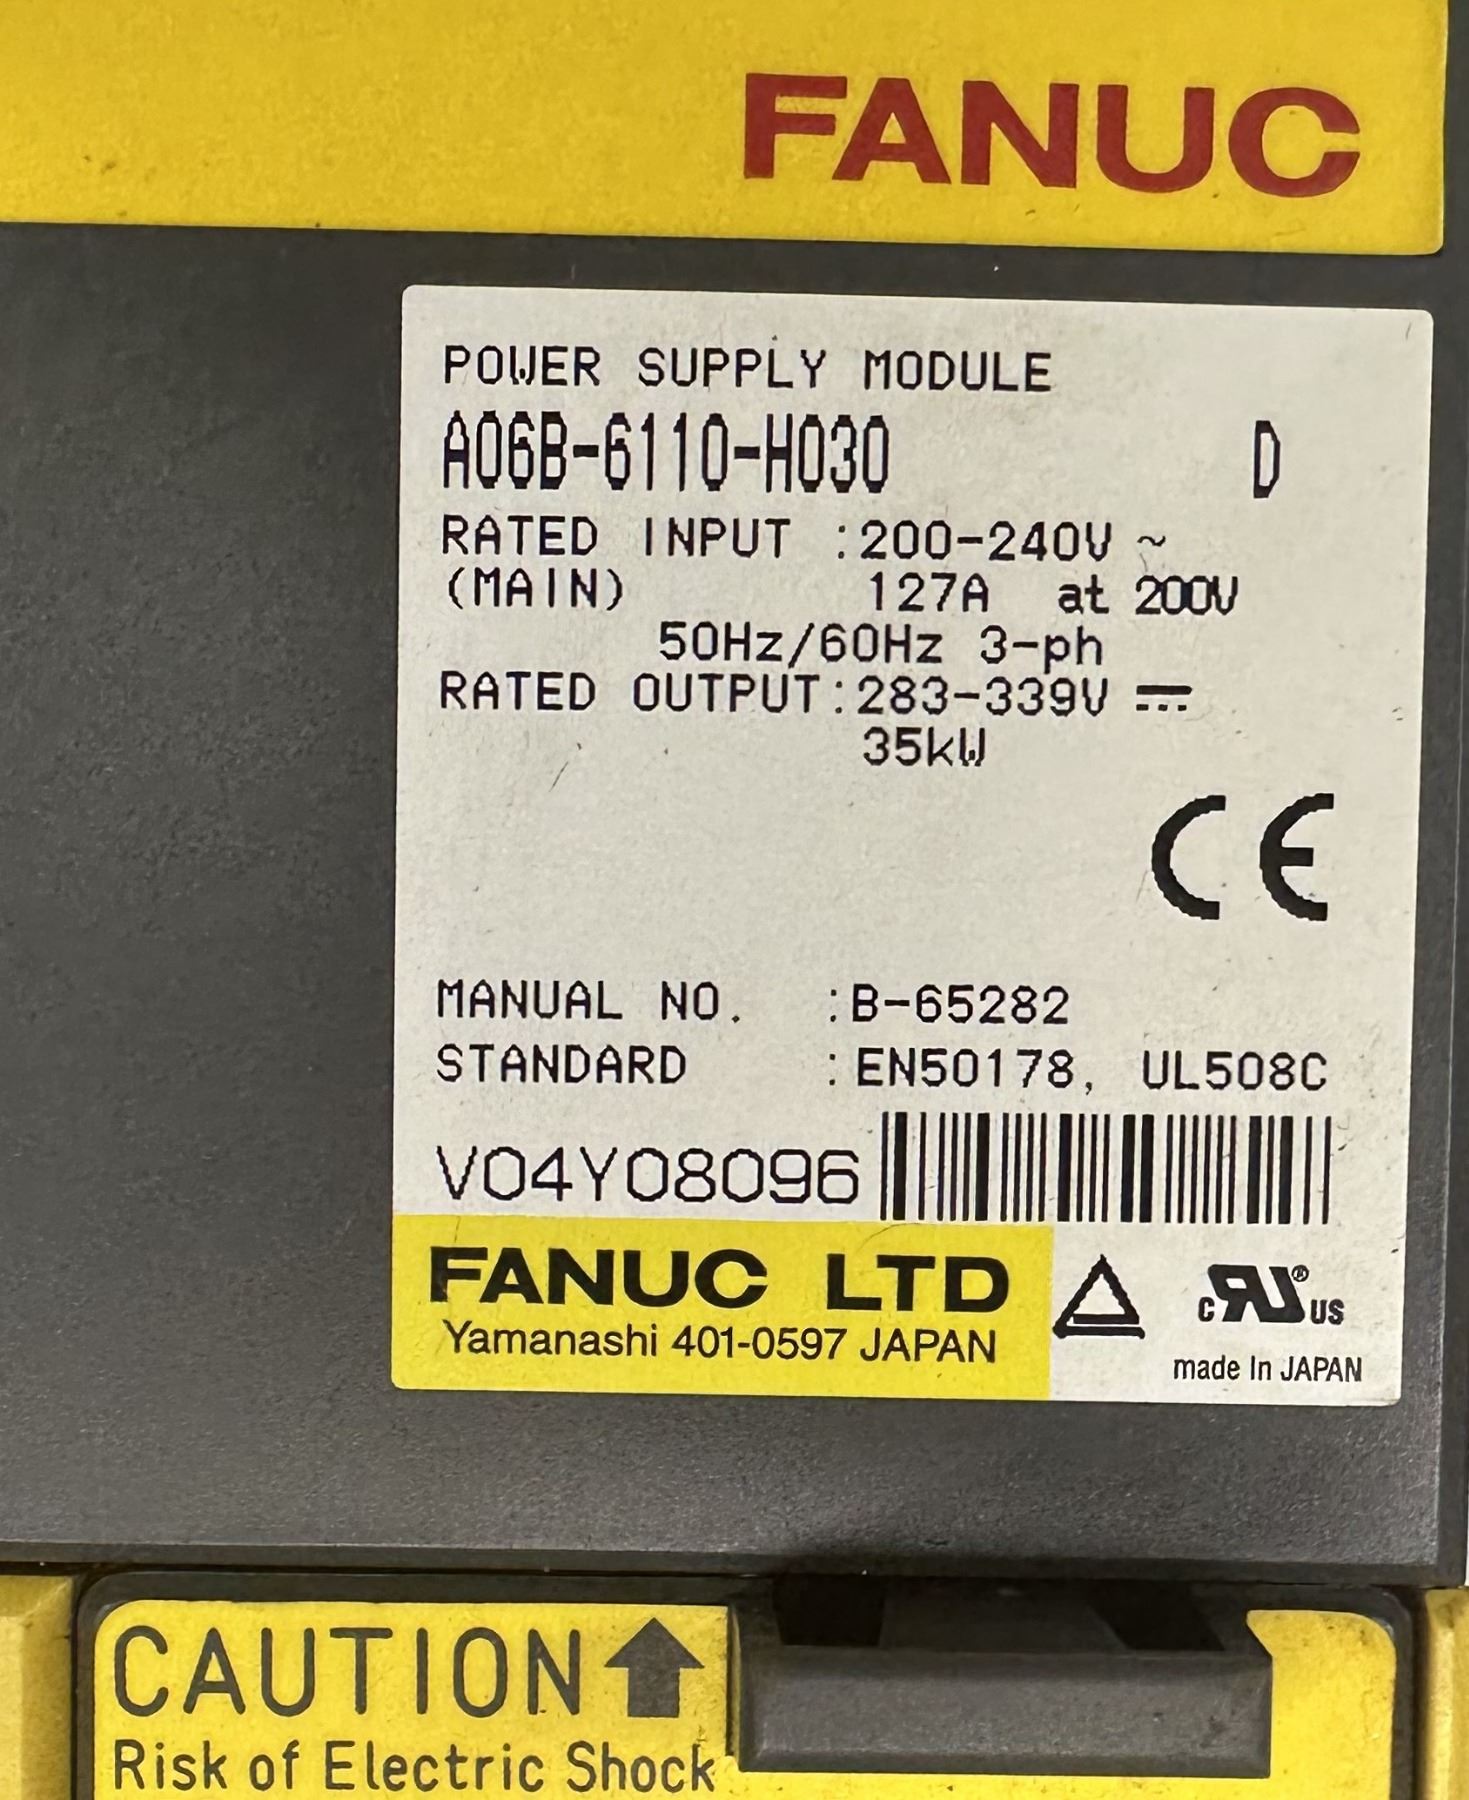 FANUC
POWER SUPPLY MODULE
A06B-6110-H030 D
RATED INPUT :200-240V ~
(MAIN) 127A at 200V
50Hz/60Hz 3-ph
RATED OUTPUT:283-339V ⎓
35kW
CE
MANUAL NO. :B-65282
STANDARD :EN50178, UL508C
V04Y08096
FANUC LTD
Yamanashi 401-0597 JAPAN
c RU ® US
made In JAPAN
CAUTION
Risk of Electric Shock